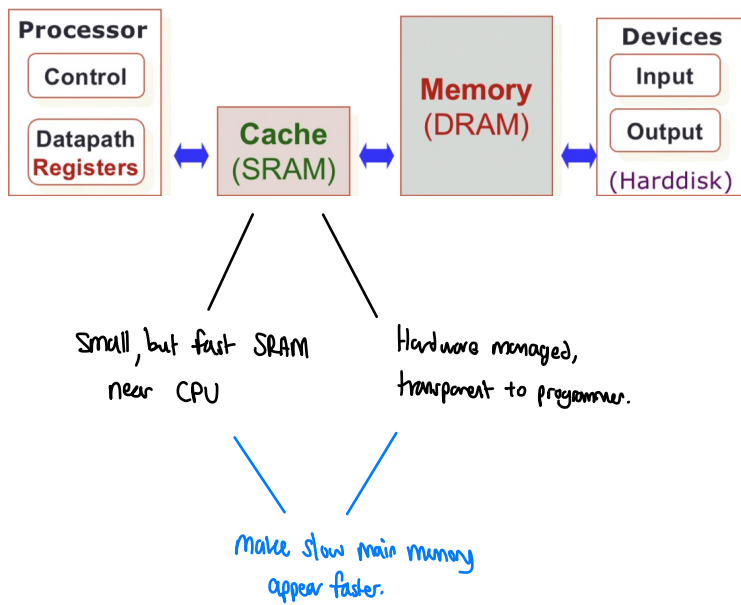 Processor
Control
Datapath
Registers
Cache
(SRAM)
Memory
(DRAM)
Devices
Input
Output
(Harddisk)
Small, but fast SRAM
near CPU
Hardware managed,
transparent to programmer.
Make slow main memory
appear faster.